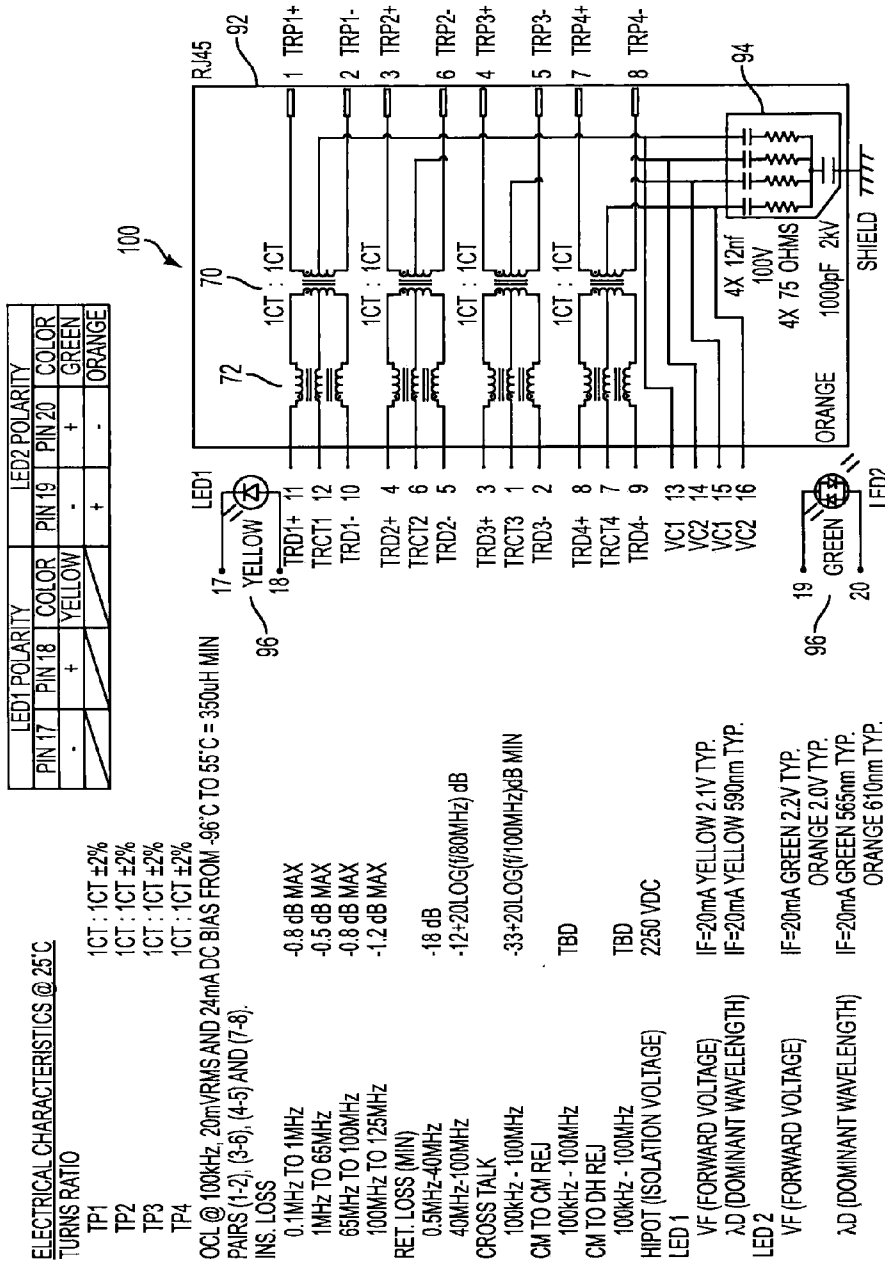 ELECTRICAL CHARACTERISTICS @ 25°C
TURNS RATIO
TP1 1CT : 1CT ±2%
TP2 1CT : 1CT ±2%
TP3 1CT : 1CT ±2%
TP4 1CT : 1CT ±2%
OCL @ 100kHz, 20mVRMS AND 24mA DC BIAS FROM -96°C TO 55°C = 350uH MIN
PAIRS (1-2), (3-6), (4-5) AND (7-8).
INS. LOSS
0.1MHz TO 1MHz -0.8 dB MAX
1MHz TO 65MHz -0.5 dB MAX
65MHz TO 100MHz -0.8 dB MAX
100MHz TO 125MHz -1.2 dB MAX
RET. LOSS (MIN)
0.5MHz-40MHz -18 dB
40MHz-100MHz -12+20LOG(f/80MHz) dB
CROSS TALK
100kHz - 100MHz -33+20LOG(f/100MHz)dB MIN
CM TO CM REJ
100kHz - 100MHz TBD
CM TO DH REJ
100kHz - 100MHz TBD
HIPOT (ISOLATION VOLTAGE) 2250 VDC
LED 1
VF (FORWARD VOLTAGE) IF=20mA YELLOW 2.1V TYP.
λD (DOMINANT WAVELENGTH) IF=20mA YELLOW 590nm TYP.
LED 2
VF (FORWARD VOLTAGE) IF=20mA GREEN 2.2V TYP.
ORANGE 2.0V TYP.
λD (DOMINANT WAVELENGTH) IF=20mA GREEN 565nm TYP.
ORANGE 610nm TYP.
LED1 POLARITY LED2 POLARITY
PIN 17 PIN 18 COLOR PIN 19 PIN 20 COLOR
- + YELLOW - + GREEN
+ - ORANGE
100
RJ45
92
LED1
17
YELLOW
18
96
72
70
1CT : 1CT
1CT : 1CT
1CT : 1CT
1CT : 1CT
TRD1+ 11
TRCT1 12
TRD1- 10
TRD2+ 4
TRCT2 6
TRD2- 5
TRD3+ 3
TRCT3 1
TRD3- 2
TRD4+ 8
TRCT4 7
TRD4- 9
VC1 13
VC2 14
VC1 15
VC2 16
1 TRP1+
2 TRP1-
3 TRP2+
6 TRP2-
4 TRP3+
5 TRP3-
7 TRP4+
8 TRP4-
94
4X 12nf
100V
4X 75 OHMS
1000pF 2kV
SHIELD
ORANGE
19
GREEN
20
96
LED2